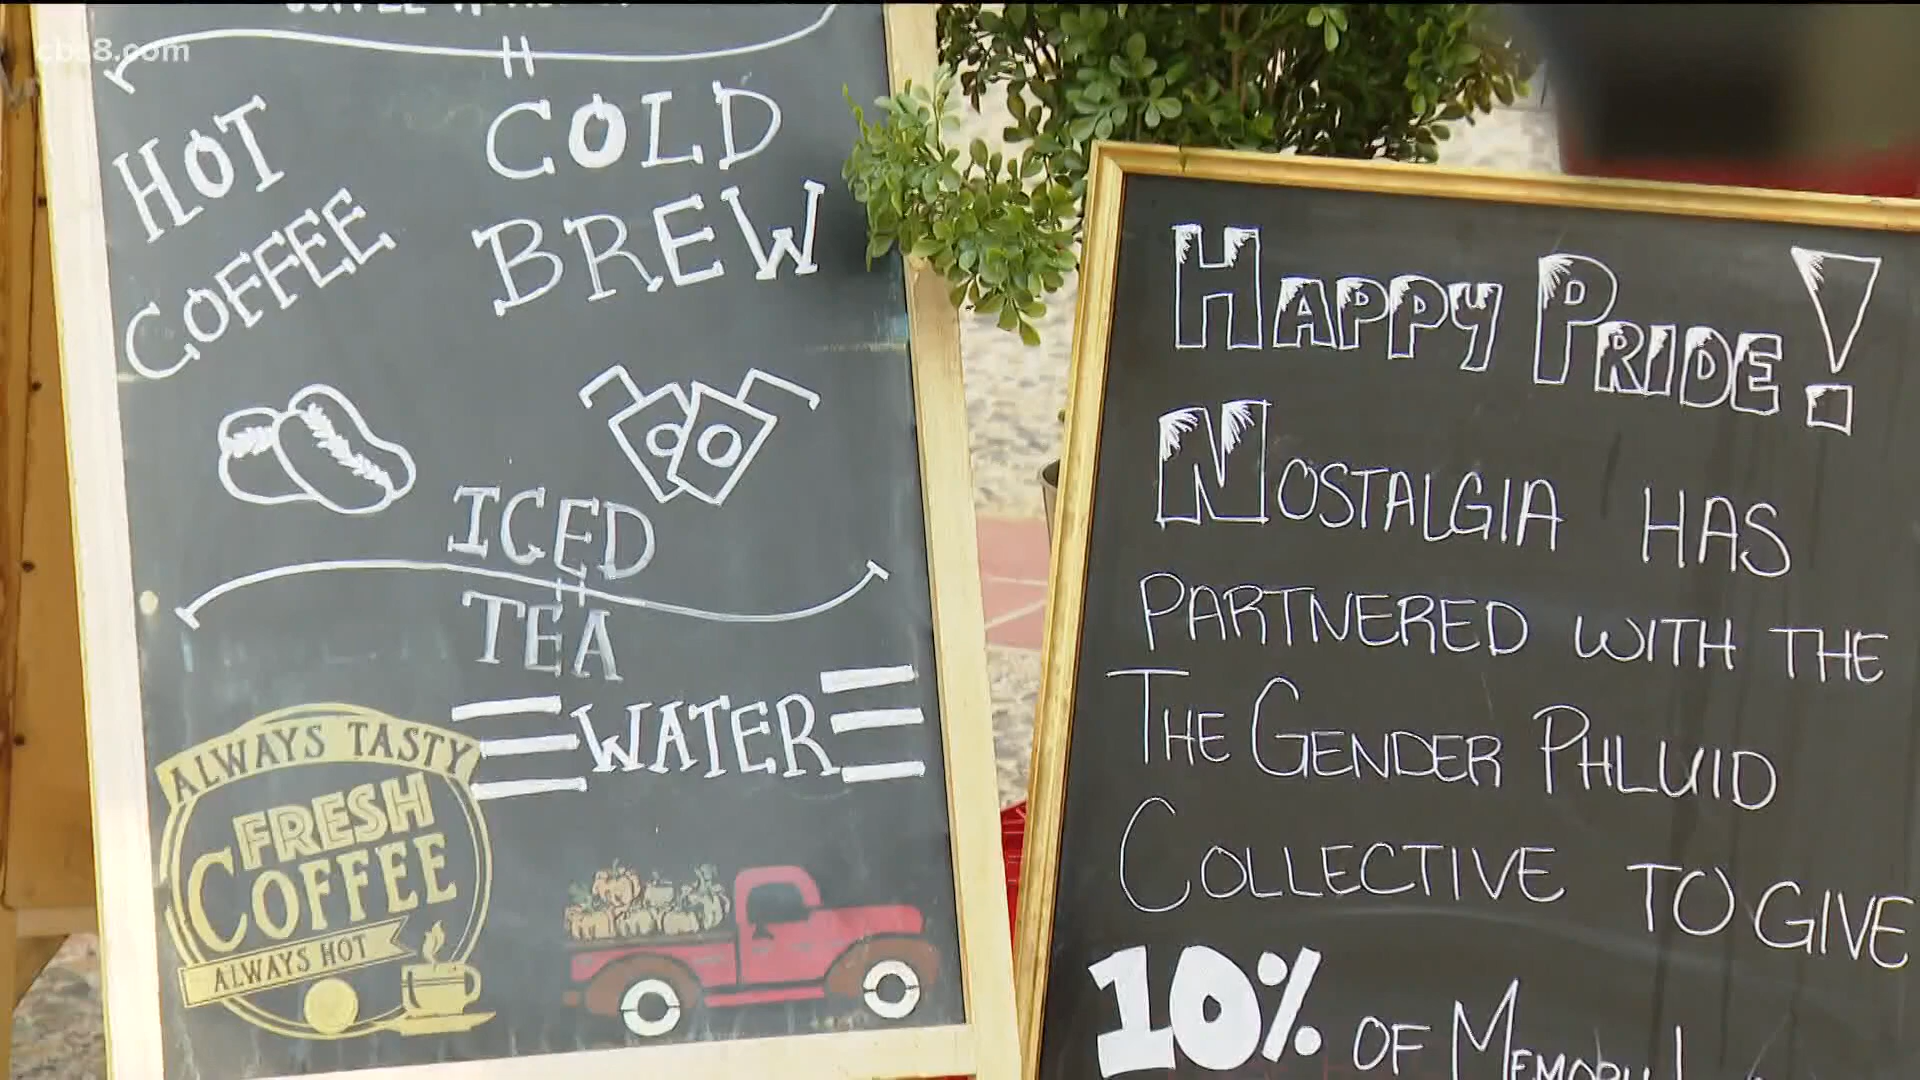 cbs8.com
HOT
COFFEE
COLD
BREW
ICED
TEA
WATER
ALWAYS TASTY
FRESH
COFFEE
ALWAYS HOT
HAPPY PRIDE!
NOSTALGIA HAS
PARTNERED WITH THE
THE GENDER PHLUID
COLLECTIVE TO GIVE
10% OF MEMORY